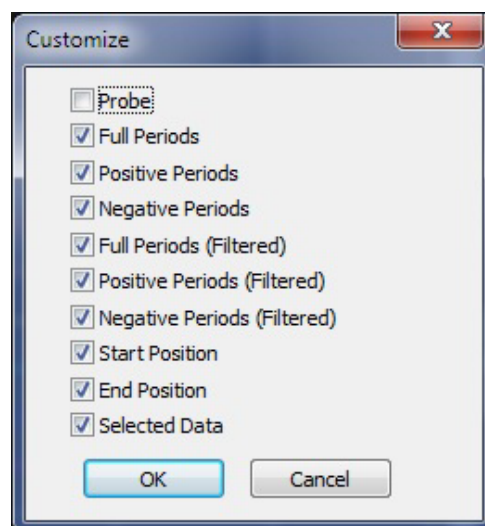 Customize
Probe
Full Periods
Positive Periods
Negative Periods
Full Periods (Filtered)
Positive Periods (Filtered)
Negative Periods (Filtered)
Start Position
End Position
Selected Data
OK Cancel